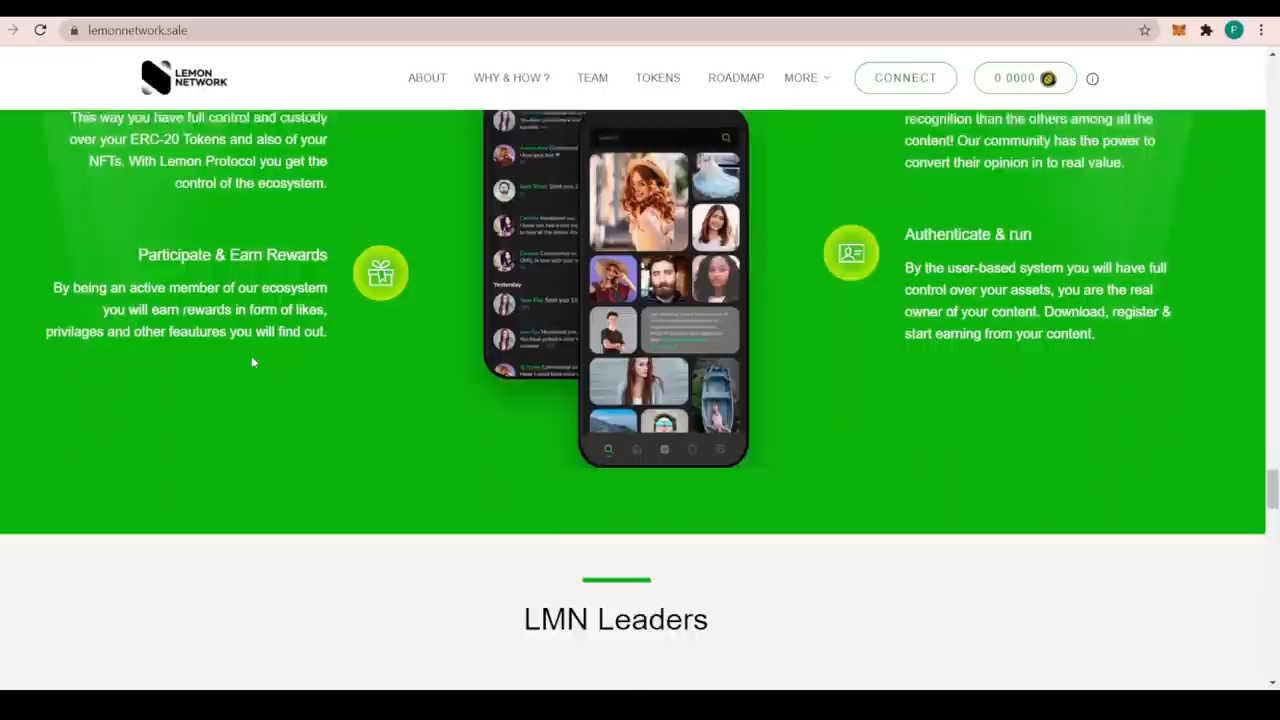 lemonnetwork.sale
LEMON
NETWORK
ABOUT
WHY & HOW ?
TEAM
TOKENS
ROADMAP
MORE
CONNECT
0 0000
F
This way you have full control and custody
over your ERC-20 Tokens and also of your
NFTs. With Lemon Protocol you get the
control of the ecosystem.
Participate & Earn Rewards
By being an active member of our ecosystem
you will earn rewards in form of likes,
privilages and other feautures you will find out.
Yesterday
recognition than the others among all the
content! Our community has the power to
convert their opinion in to real value.
Authenticate & run
By the user-based system you will have full
control over your assets, you are the real
owner of your content. Download, register &
start earning from your content.
LMN Leaders